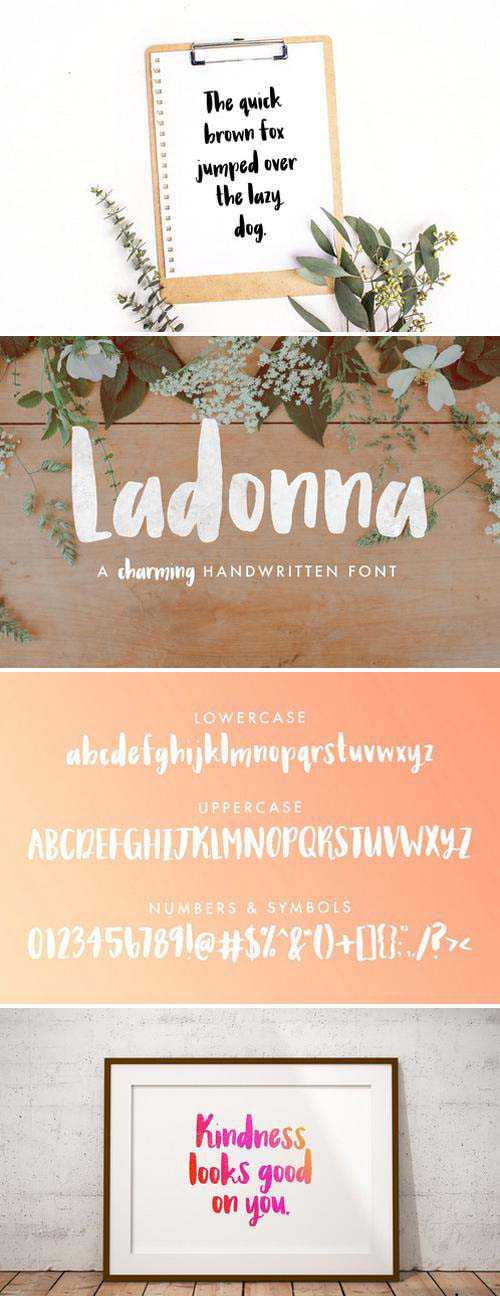 The quick
brown fox
jumped over
the lazy
dog.
Ladonna
A charming HANDWRITTEN FONT
LOWERCASE
abcdefghijklmnopqrstuvwxyz
UPPERCASE
ABCDEFGHIJKLMNOPQRSTUVWXYZ
NUMBERS & SYMBOLS
0123456789!@#$%^&*()+[]{};:,./?><
Kindness
looks good
on you.